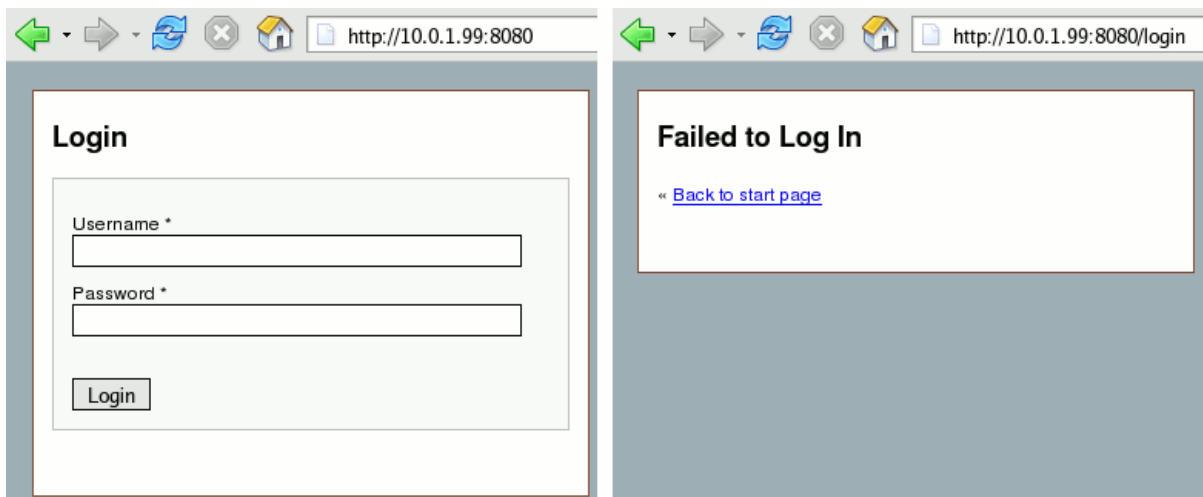 http://10.0.1.99:8080
Login
Username *
Password *
Login
http://10.0.1.99:8080/login
Failed to Log In
« Back to start page